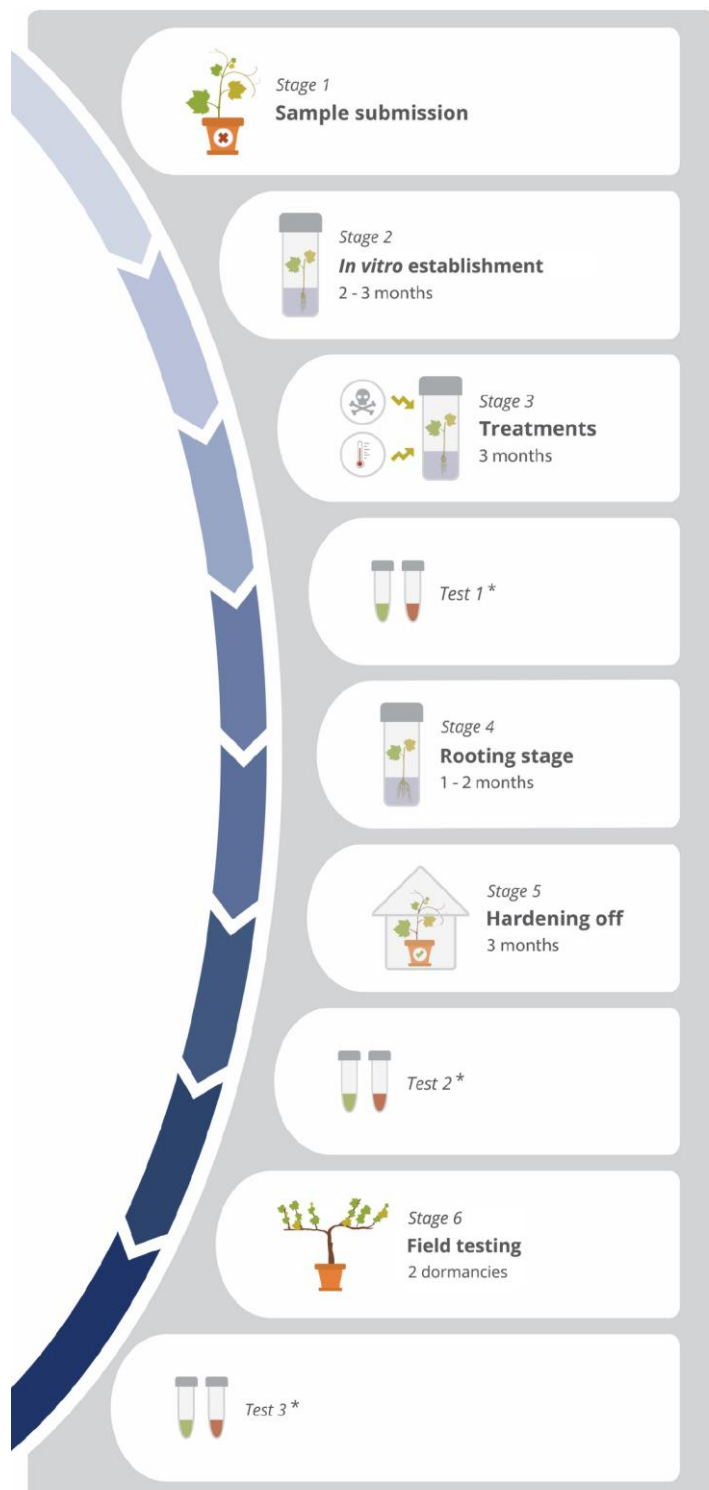 Stage 1
Sample submission
Stage 2
In vitro establishment
2 - 3 months
Stage 3
Treatments
3 months
Test 1*
Stage 4
Rooting stage
1 - 2 months
Stage 5
Hardening off
3 months
Test 2*
Stage 6
Field testing
2 dormancies
Test 3*